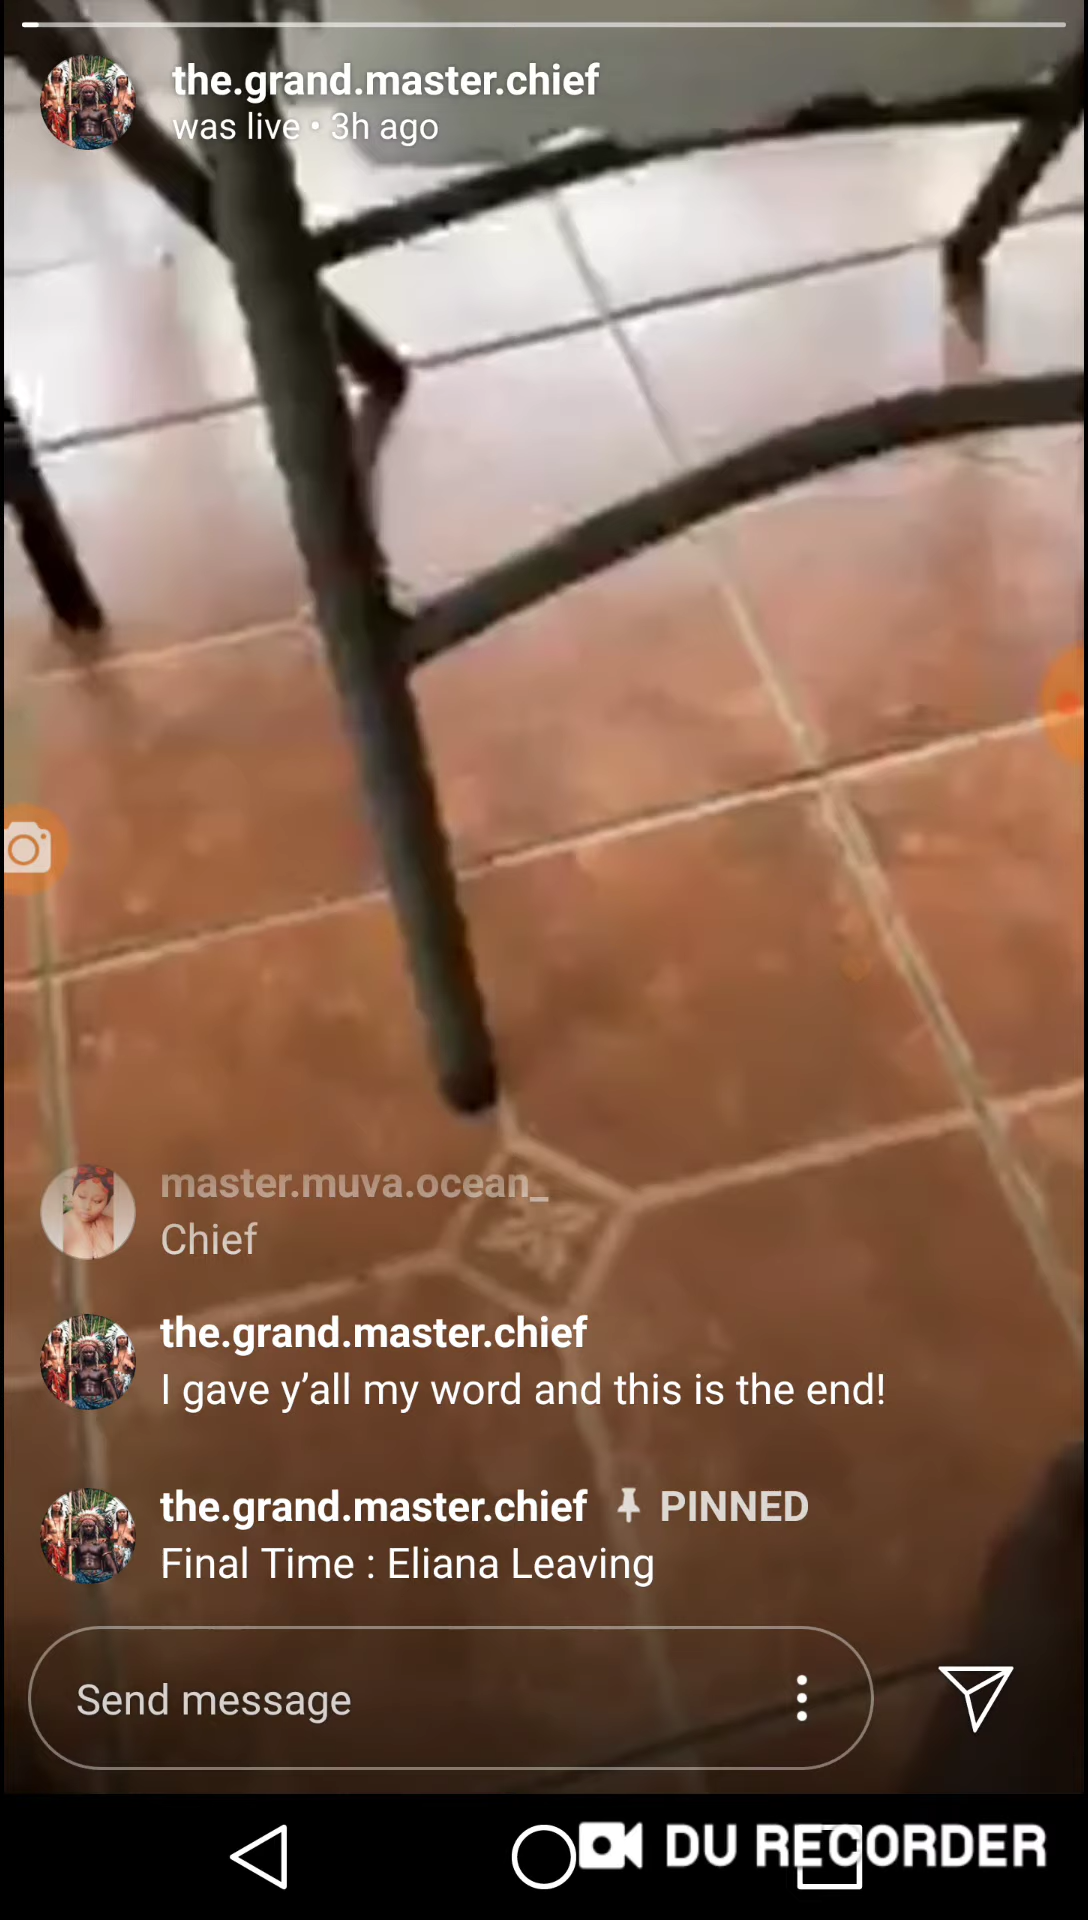 the.grand.master.chief
was live • 3h ago
master.muva.ocean_
Chief
the.grand.master.chief
I gave y’all my word and this is the end!
the.grand.master.chief PINNED
Final Time : Eliana Leaving
Send message
DU RECORDER